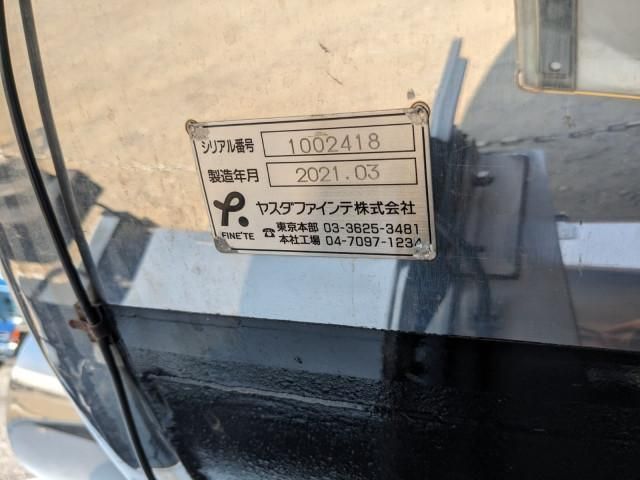 シリアル番号 1002418
製造年月 2021.03
ヤスダファインテ株式会社
FINE'TE
☎東京本部 03-3625-3481
本社工場 04-7097-1234